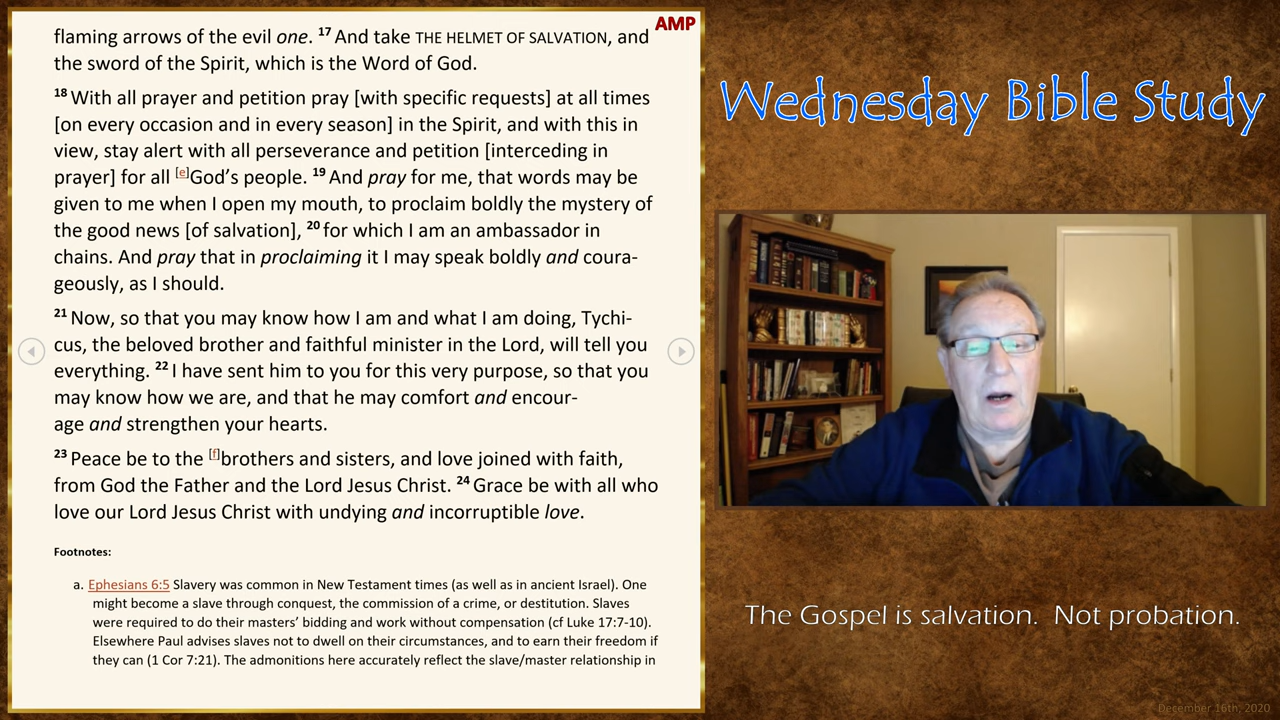 AMP
flaming arrows of the evil one. 17 And take THE HELMET OF SALVATION, and
the sword of the Spirit, which is the Word of God.
18 With all prayer and petition pray [with specific requests] at all times
[on every occasion and in every season] in the Spirit, and with this in
view, stay alert with all perseverance and petition [interceding in
prayer] for all [e]God’s people. 19 And pray for me, that words may be
given to me when I open my mouth, to proclaim boldly the mystery of
the good news [of salvation], 20 for which I am an ambassador in
chains. And pray that in proclaiming it I may speak boldly and coura-
geously, as I should.
21 Now, so that you may know how I am and what I am doing, Tychi-
cus, the beloved brother and faithful minister in the Lord, will tell you
everything. 22 I have sent him to you for this very purpose, so that you
may know how we are, and that he may comfort and encour-
age and strengthen your hearts.
23 Peace be to the [f]brothers and sisters, and love joined with faith,
from God the Father and the Lord Jesus Christ. 24 Grace be with all who
love our Lord Jesus Christ with undying and incorruptible love.
Footnotes:
a. Ephesians 6:5 Slavery was common in New Testament times (as well as in ancient Israel). One
might become a slave through conquest, the commission of a crime, or destitution. Slaves
were required to do their masters’ bidding and work without compensation (cf Luke 17:7-10).
Elsewhere Paul advises slaves not to dwell on their circumstances, and to earn their freedom if
they can (1 Cor 7:21). The admonitions here accurately reflect the slave/master relationship in
Wednesday Bible Study
The Gospel is salvation. Not probation.
December 16th, 2020